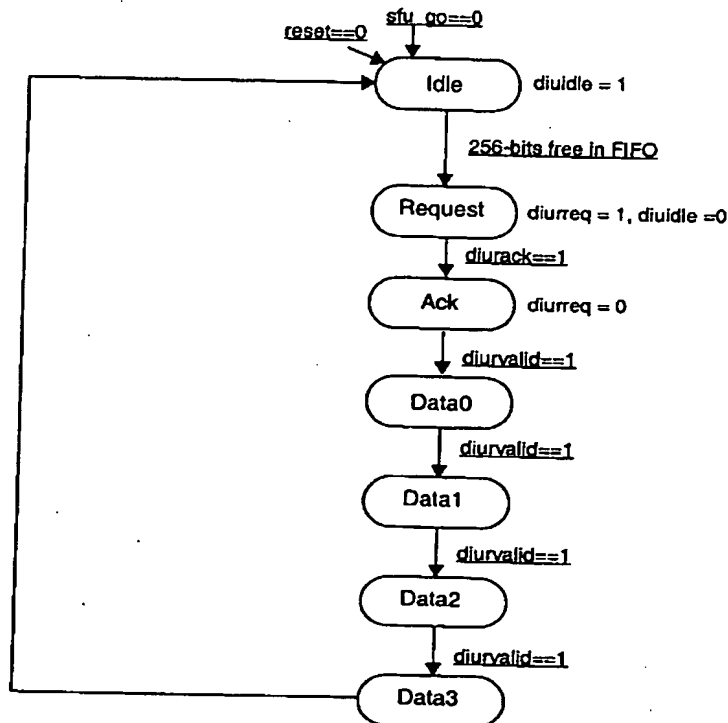 sfu_go==0
reset==0
Idle
diuidle = 1
256-bits free in FIFO
Request
diurreq = 1, diuidle =0
diurack==1
Ack
diurreq = 0
diurvalid==1
Data0
diurvalid==1
Data1
diurvalid==1
Data2
diurvalid==1
Data3